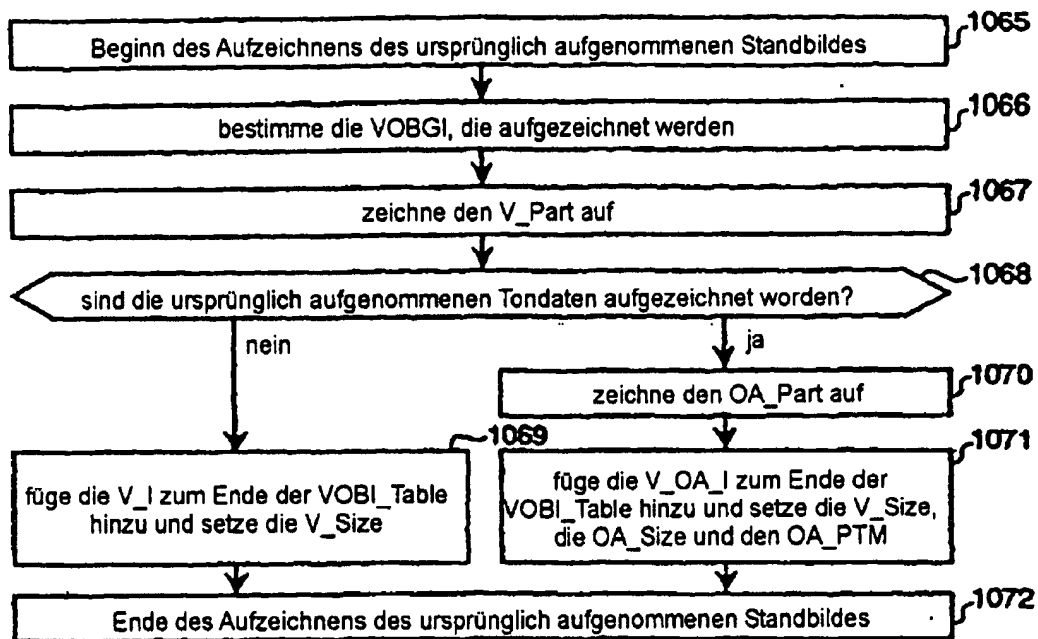 1065
Beginn des Aufzeichnens des ursprünglich aufgenommenen Standbildes
1066
bestimme die VOBGI, die aufgezeichnet werden
1067
zeichne den V_Part auf
1068
sind die ursprünglich aufgenommenen Tondaten aufgezeichnet worden?
nein
ja
1070
zeichne den OA_Part auf
1069
füge die V_I zum Ende der VOBI_Table
hinzu und setze die V_Size
1071
füge die V_OA_I zum Ende der
VOBI_Table hinzu und setze die V_Size,
die OA_Size und den OA_PTM
1072
Ende des Aufzeichnens des ursprünglich aufgenommenen Standbildes